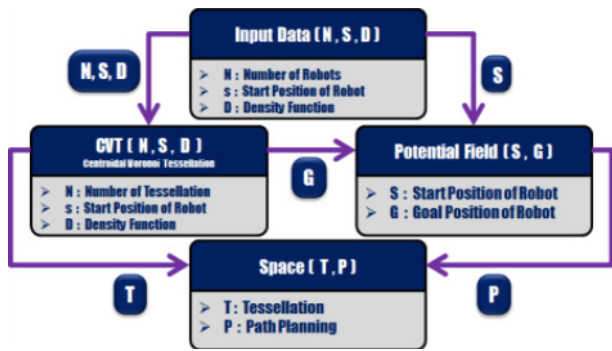 Input Data ( N , S , D )
N, S, D
S
➢ N : Number of Robots
➢ s : Start Position of Robot
➢ D : Density Function
CVT ( N , S , D )
Centroidal Voronoi Tessellation
➢ N : Number of Tessellation
➢ s : Start Position of Robot
➢ D : Density Function
G
Potential Field ( S , G )
➢ S : Start Position of Robot
➢ G : Goal Position of Robot
Space ( T , P )
➢ T : Tessellation
➢ P : Path Planning
T
P